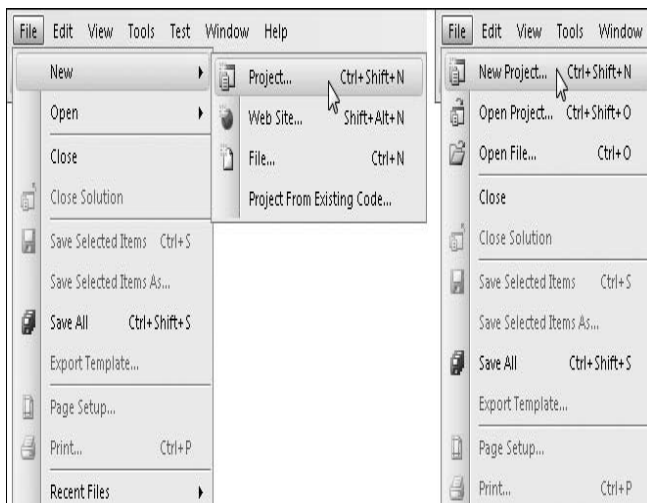 File Edit View Tools Test Window Help
New
Open
Close
Close Solution
Save Selected Items Ctrl+S
Save Selected Items As...
Save All Ctrl+Shift+S
Export Template...
Page Setup...
Print... Ctrl+P
Recent Files
Project... Ctrl+Shift+N
Web Site... Shift+Alt+N
File... Ctrl+N
Project From Existing Code...
File Edit View Tools Window
New Project... Ctrl+Shift+N
Open Project... Ctrl+Shift+O
Open File... Ctrl+O
Close
Close Solution
Save Selected Items Ctrl+S
Save Selected Items As...
Save All Ctrl+Shift+S
Export Template...
Page Setup...
Print... Ctrl+P